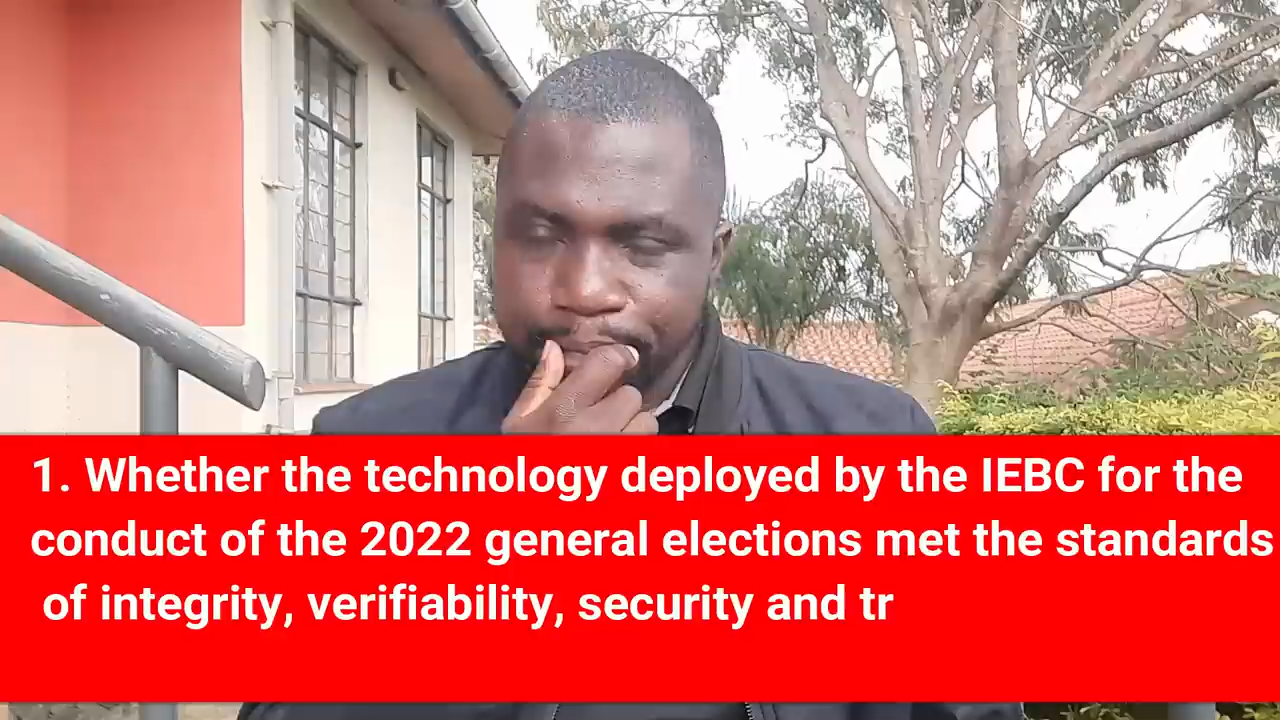 1. Whether the technology deployed by the IEBC for the
conduct of the 2022 general elections met the standards
of integrity, verifiability, security and tr